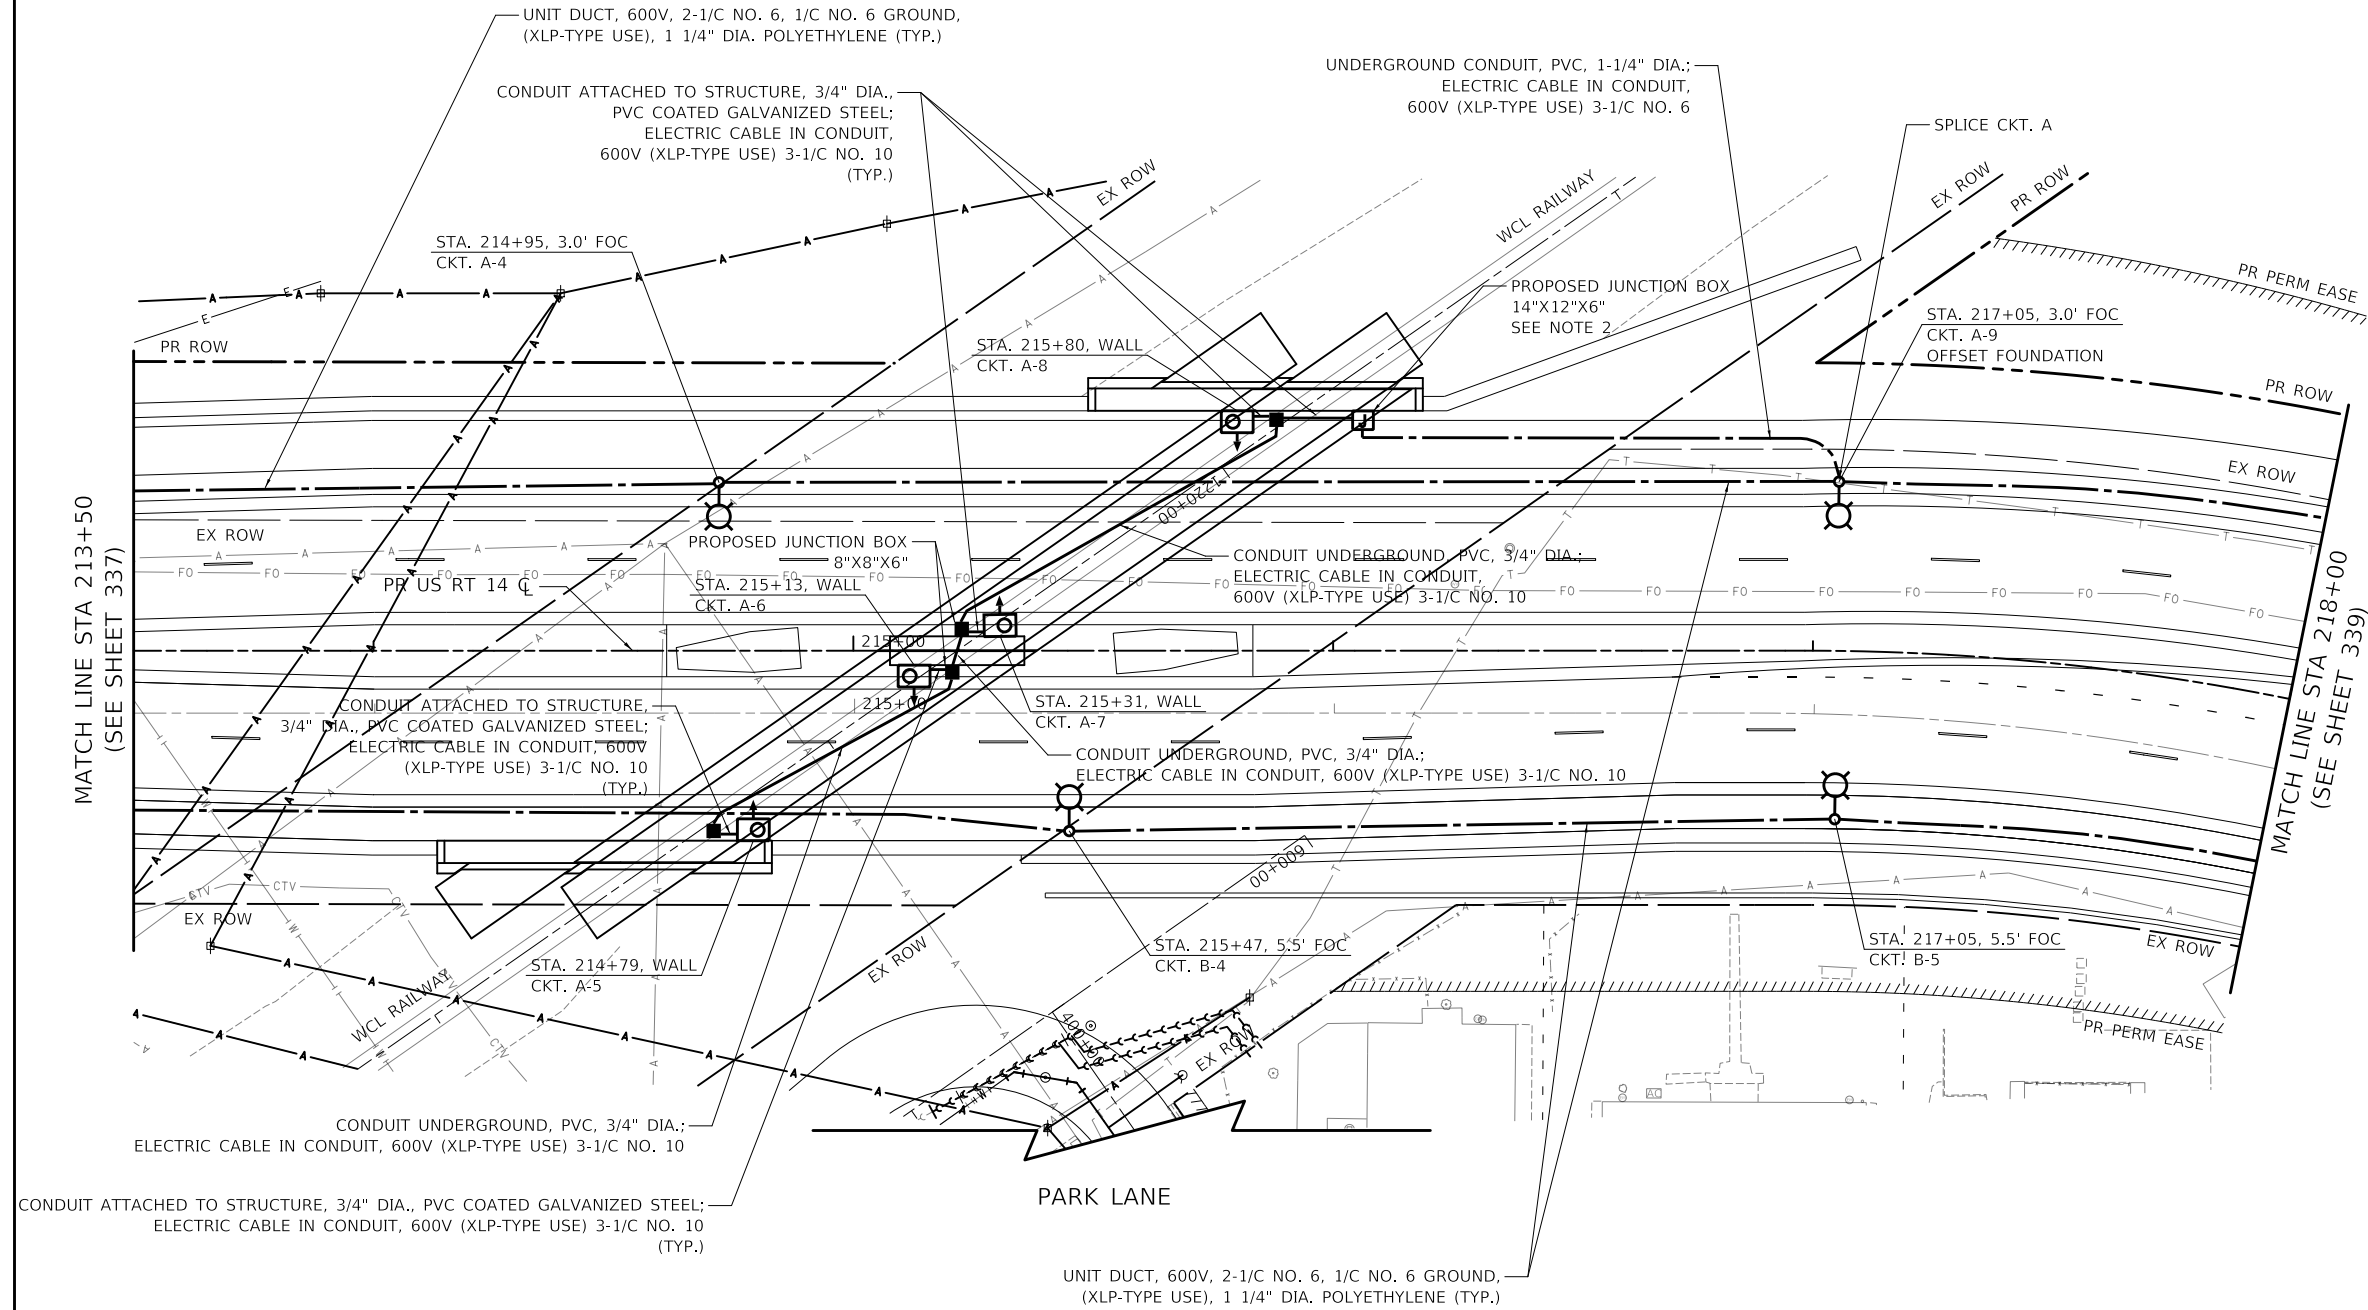 UNIT DUCT, 600V, 2-1/C NO. 6, 1/C NO. 6 GROUND,
(XLP-TYPE USE), 1 1/4" DIA. POLYETHYLENE (TYP.)
CONDUIT ATTACHED TO STRUCTURE, 3/4" DIA.,
PVC COATED GALVANIZED STEEL;
ELECTRIC CABLE IN CONDUIT,
600V (XLP-TYPE USE) 3-1/C NO. 10
(TYP.)
UNDERGROUND CONDUIT, PVC, 1-1/4" DIA.;
ELECTRIC CABLE IN CONDUIT,
600V (XLP-TYPE USE) 3-1/C NO. 6
SPLICE CKT. A
EX ROW
WCL RAILWAY
EX ROW
PR ROW
STA. 214+95, 3.0' FOC
CKT. A-4
PR PERM EASE
PROPOSED JUNCTION BOX
14"X12"X6"
SEE NOTE 2
STA. 217+05, 3.0' FOC
CKT. A-9
OFFSET FOUNDATION
PR ROW
STA. 215+80, WALL
CKT. A-8
PR ROW
EX ROW
MATCH LINE STA 213+50
(SEE SHEET 337)
EX ROW
1220+00
PROPOSED JUNCTION BOX
8"X8"X6"
CONDUIT UNDERGROUND, PVC, 3/4" DIA.;
ELECTRIC CABLE IN CONDUIT,
600V (XLP-TYPE USE) 3-1/C NO. 10
PR US RT 14 ℄
STA. 215+13, WALL
CKT. A-6
215+00
MATCH LINE STA 218+00
(SEE SHEET 339)
CONDUIT ATTACHED TO STRUCTURE,
3/4" DIA., PVC COATED GALVANIZED STEEL;
ELECTRIC CABLE IN CONDUIT, 600V
(XLP-TYPE USE) 3-1/C NO. 10
(TYP.)
215+00
STA. 215+31, WALL
CKT. A-7
CONDUIT UNDERGROUND, PVC, 3/4" DIA.;
ELECTRIC CABLE IN CONDUIT, 600V (XLP-TYPE USE) 3-1/C NO. 10
EX ROW
STA. 214+79, WALL
CKT. A-5
EX ROW
STA. 215+47, 5.5' FOC
CKT. B-4
STA. 217+05, 5.5' FOC
CKT. B-5
EX ROW
WCL RAILWAY
EX ROW
PR PERM EASE
AC
CONDUIT UNDERGROUND, PVC, 3/4" DIA.;
ELECTRIC CABLE IN CONDUIT, 600V (XLP-TYPE USE) 3-1/C NO. 10
CONDUIT ATTACHED TO STRUCTURE, 3/4" DIA., PVC COATED GALVANIZED STEEL;
ELECTRIC CABLE IN CONDUIT, 600V (XLP-TYPE USE) 3-1/C NO. 10
(TYP.)
PARK LANE
UNIT DUCT, 600V, 2-1/C NO. 6, 1/C NO. 6 GROUND,
(XLP-TYPE USE), 1 1/4" DIA. POLYETHYLENE (TYP.)